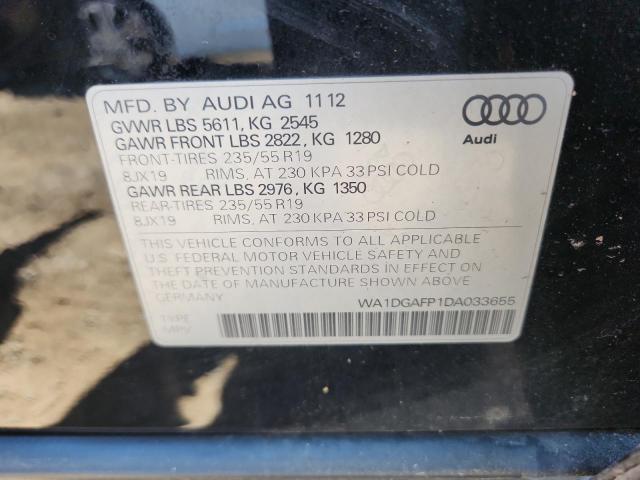 MFD. BY AUDI AG 11 12
GVWR LBS 5611, KG 2545
GAWR FRONT LBS 2822, KG 1280
FRONT-TIRES 235/55 R19
8JX19 RIMS, AT 230 KPA 33 PSI COLD
GAWR REAR LBS 2976, KG 1350
REAR-TIRES 235/55 R19
8JX19 RIMS, AT 230 KPA 33 PSI COLD
THIS VEHICLE CONFORMS TO ALL APPLICABLE
U.S. FEDERAL MOTOR VEHICLE SAFETY AND
THEFT PREVENTION STANDARDS IN EFFECT ON
THE DATE OF MANUFACTURE SHOWN ABOVE
WA1DGAFP1DA033655
TYPE
MPV
Audi